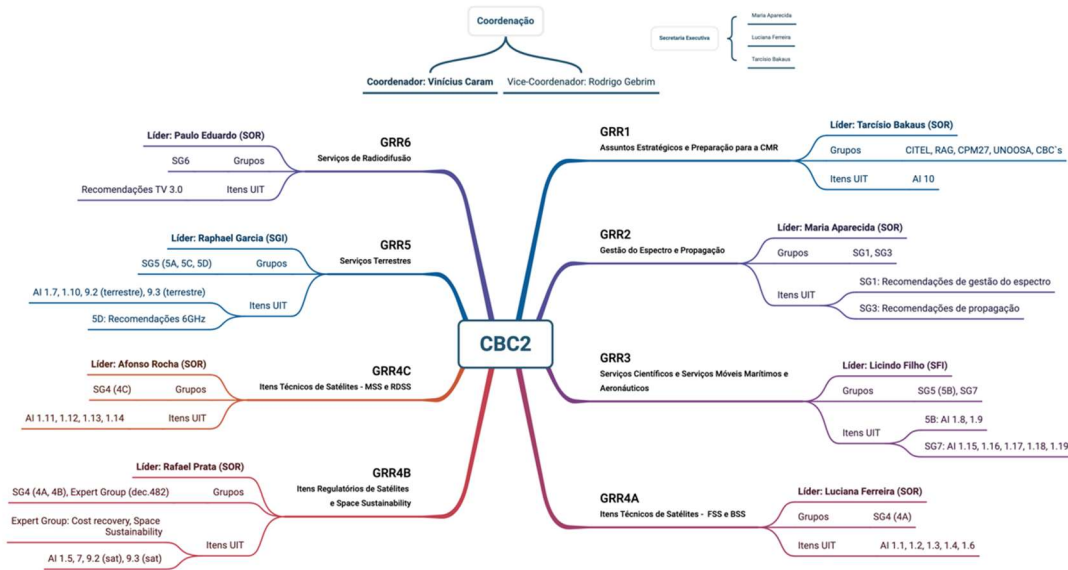 Coordenação
Coordenador: Vinícius Caram
Vice-Coordenador: Rodrigo Gebrim
Secretaria Executiva
Maria Aparecida
Luciana Ferreira
Tarcísio Bakaus
CBC2
GRR6
Serviços de Radiodifusão
Líder: Paulo Eduardo (SOR)
SG6 Grupos
Recomendações TV 3.0 Itens UIT
GRR5
Serviços Terrestres
Líder: Raphael Garcia (SGI)
SG5 (5A, 5C, 5D) Grupos
AI 1.7, 1.10, 9.2 (terrestre), 9.3 (terrestre)
Itens UIT
5D: Recomendações 6GHz
GRR4C
Itens Técnicos de Satélites - MSS e RDSS
Líder: Afonso Rocha (SOR)
SG4 (4C) Grupos
AI 1.11, 1.12, 1.13, 1.14 Itens UIT
GRR4B
Itens Regulatórios de Satélites
e Space Sustainability
Líder: Rafael Prata (SOR)
SG4 (4A, 4B), Expert Group (dec.482) Grupos
Expert Group: Cost recovery, Space
Sustainability
Itens UIT
AI 1.5, 7, 9.2 (sat), 9.3 (sat)
GRR1
Assuntos Estratégicos e Preparação para a CMR
Líder: Tarcísio Bakaus (SOR)
Grupos CITEL, RAG, CPM27, UNOOSA, CBC`s
Itens UIT AI 10
GRR2
Gestão do Espectro e Propagação
Líder: Maria Aparecida (SOR)
Grupos SG1, SG3
Itens UIT
SG1: Recomendações de gestão do espectro
SG3: Recomendações de propagação
GRR3
Serviços Científicos e Serviços Móveis Marítimos e
Aeronáuticos
Líder: Licindo Filho (SFI)
Grupos SG5 (5B), SG7
Itens UIT
5B: AI 1.8, 1.9
SG7: AI 1.15, 1.16, 1.17, 1.18, 1.19
GRR4A
Itens Técnicos de Satélites - FSS e BSS
Líder: Luciana Ferreira (SOR)
Grupos SG4 (4A)
Itens UIT AI 1.1, 1.2, 1.3, 1.4, 1.6